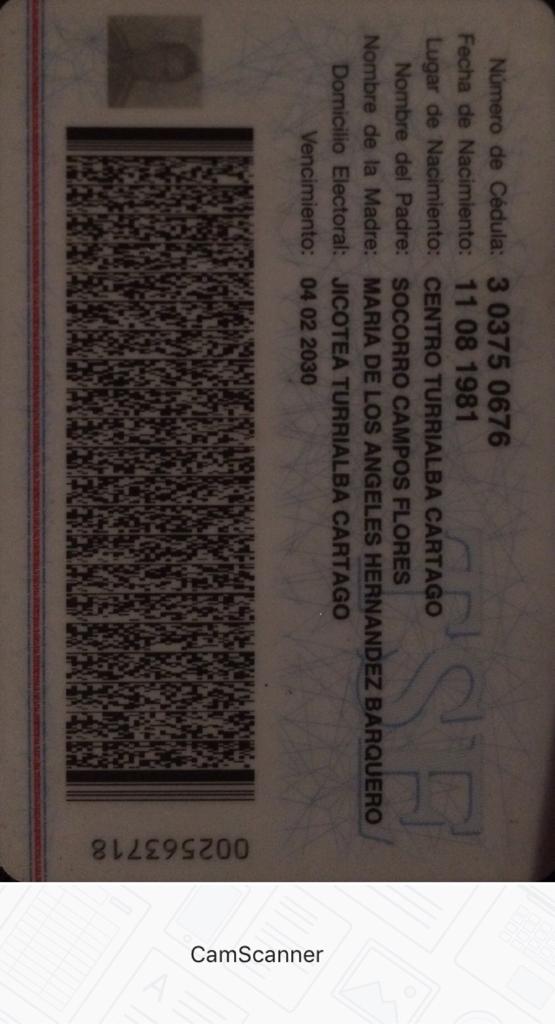 Número de Cédula: 3 0375 0676
Fecha de Nacimiento: 11 08 1981
Lugar de Nacimiento: CENTRO TURRIALBA CARTAGO
Nombre del Padre: SOCORRO CAMPOS FLORES
Nombre de la Madre: MARIA DE LOS ANGELES HERNANDEZ BARQUERO
Domicilio Electoral: JICOTEA TURRIALBA CARTAGO
Vencimiento: 04 02 2030
TSE
002563718
CamScanner